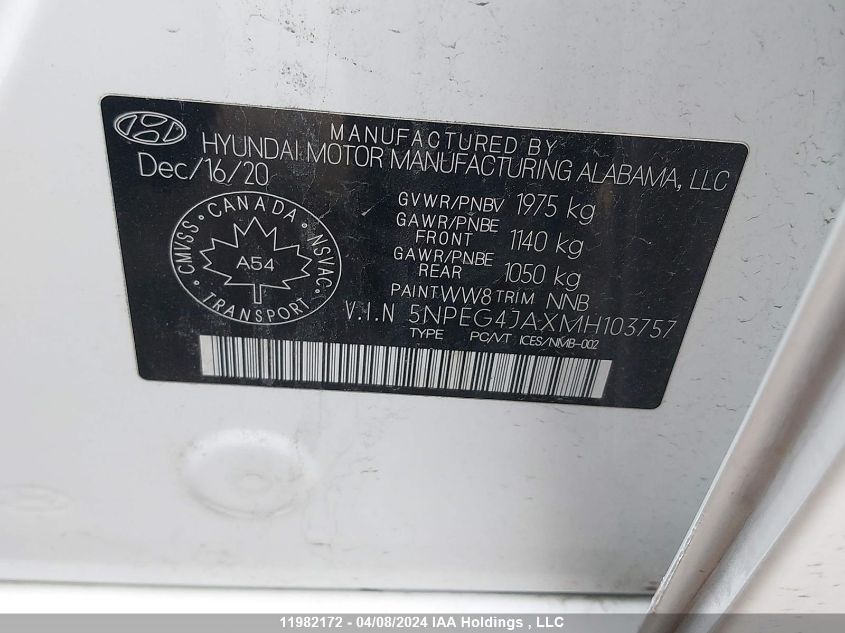 MANUFACTURED BY
HYUNDAI MOTOR MANUFACTURING ALABAMA, LLC
Dec/16/20
GVWR/PNBV 1975 kg
GAWR/PNBE
FRONT 1140 kg
GAWR/PNBE
REAR 1050 kg
PAINT WW8 TRIM NNB
V.I.N 5NPEG4JAXMH103757
TYPE PC/VT ICES/NMB-002
CANADA
CMVSS · NSVAC
A54
TRANSPORT
11982172 - 04/08/2024 IAA Holdings , LLC